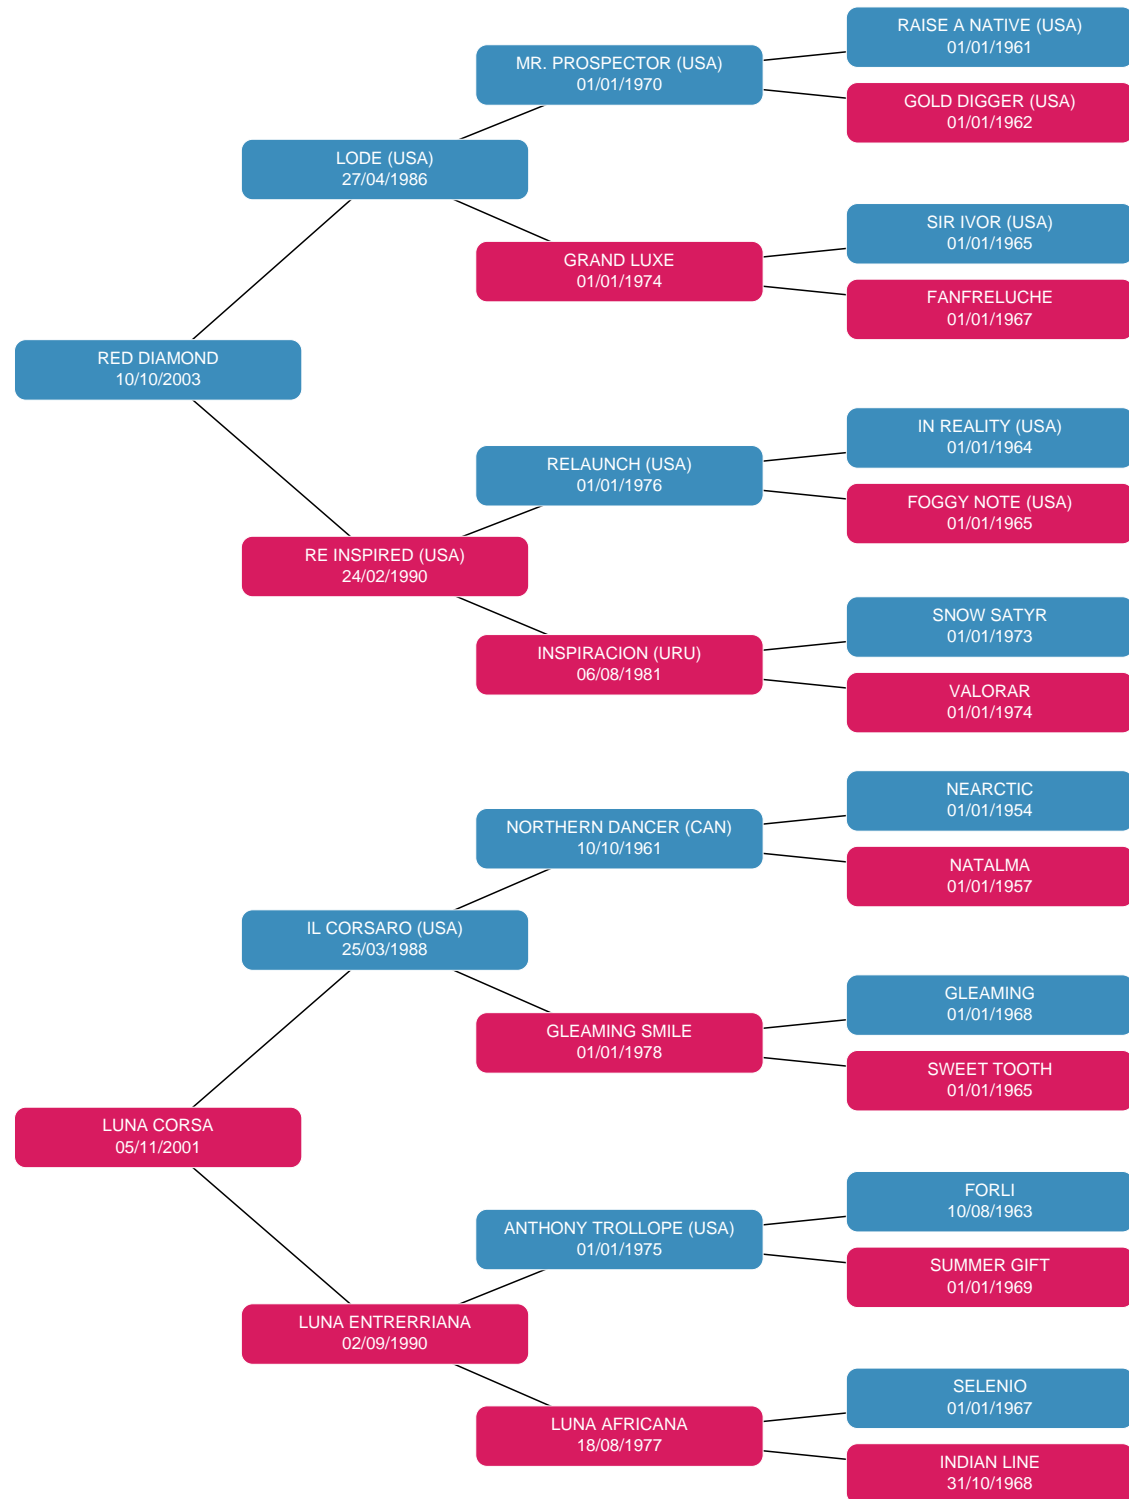 RAISE A NATIVE (USA)
01/01/1961
MR. PROSPECTOR (USA)
01/01/1970
GOLD DIGGER (USA)
01/01/1962
LODE (USA)
27/04/1986
SIR IVOR (USA)
01/01/1965
GRAND LUXE
01/01/1974
FANFRELUCHE
01/01/1967
RED DIAMOND
10/10/2003
IN REALITY (USA)
01/01/1964
RELAUNCH (USA)
01/01/1976
FOGGY NOTE (USA)
01/01/1965
RE INSPIRED (USA)
24/02/1990
SNOW SATYR
01/01/1973
INSPIRACION (URU)
06/08/1981
VALORAR
01/01/1974
NEARCTIC
01/01/1954
NORTHERN DANCER (CAN)
10/10/1961
NATALMA
01/01/1957
IL CORSARO (USA)
25/03/1988
GLEAMING
01/01/1968
GLEAMING SMILE
01/01/1978
SWEET TOOTH
01/01/1965
LUNA CORSA
05/11/2001
FORLI
10/08/1963
ANTHONY TROLLOPE (USA)
01/01/1975
SUMMER GIFT
01/01/1969
LUNA ENTRERRIANA
02/09/1990
SELENIO
01/01/1967
LUNA AFRICANA
18/08/1977
INDIAN LINE
31/10/1968